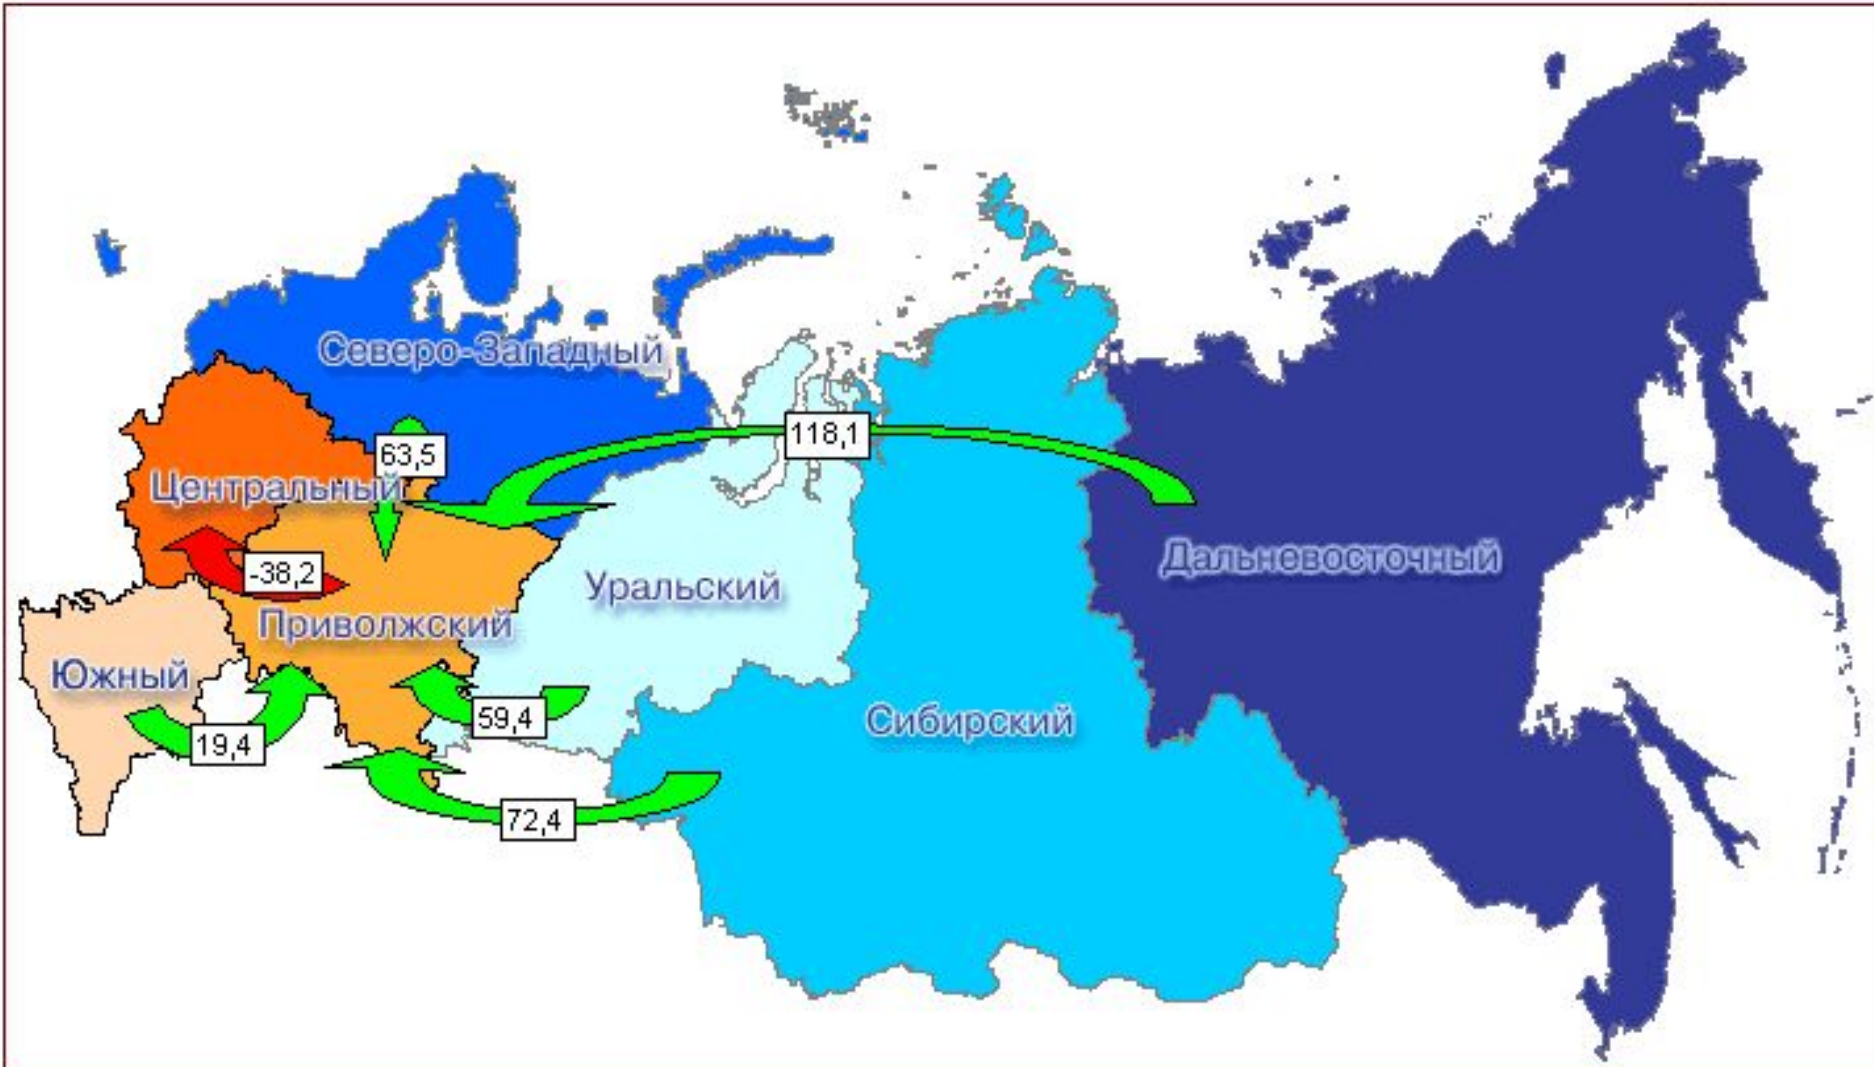 Северо-Западный
118,1
63,5
Центральный
Дальневосточный
-38,2
Уральский
Приволжский
Южный
59,4
Сибирский
19,4
72,4